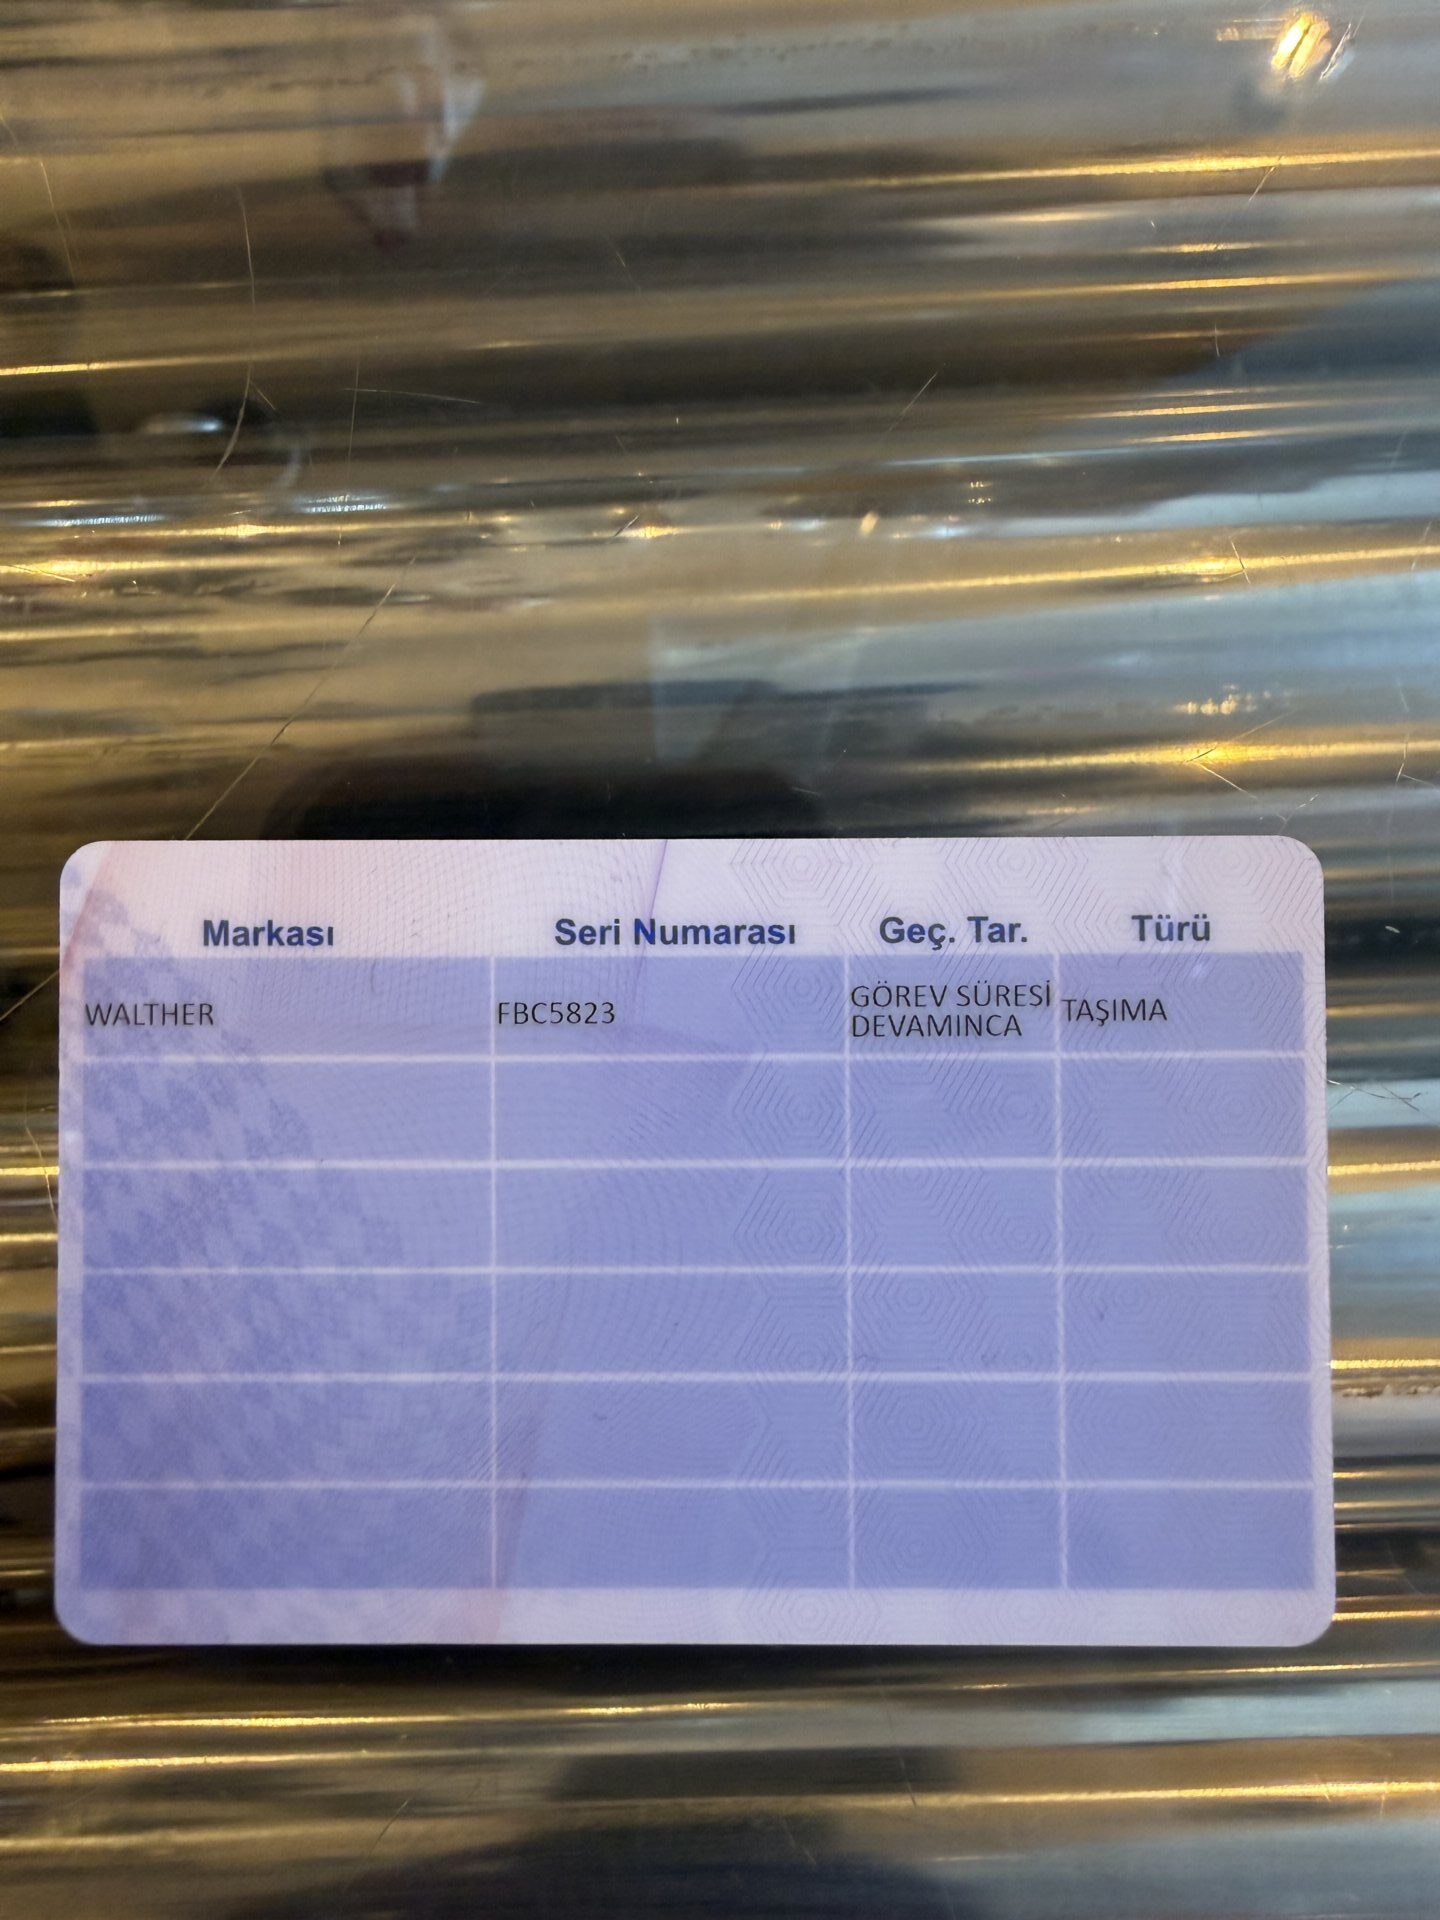 Markası Seri Numarası Geç. Tar. Türü
WALTHER FBC5823 GÖREV SÜRESİ DEVAMINCA TAŞIMA